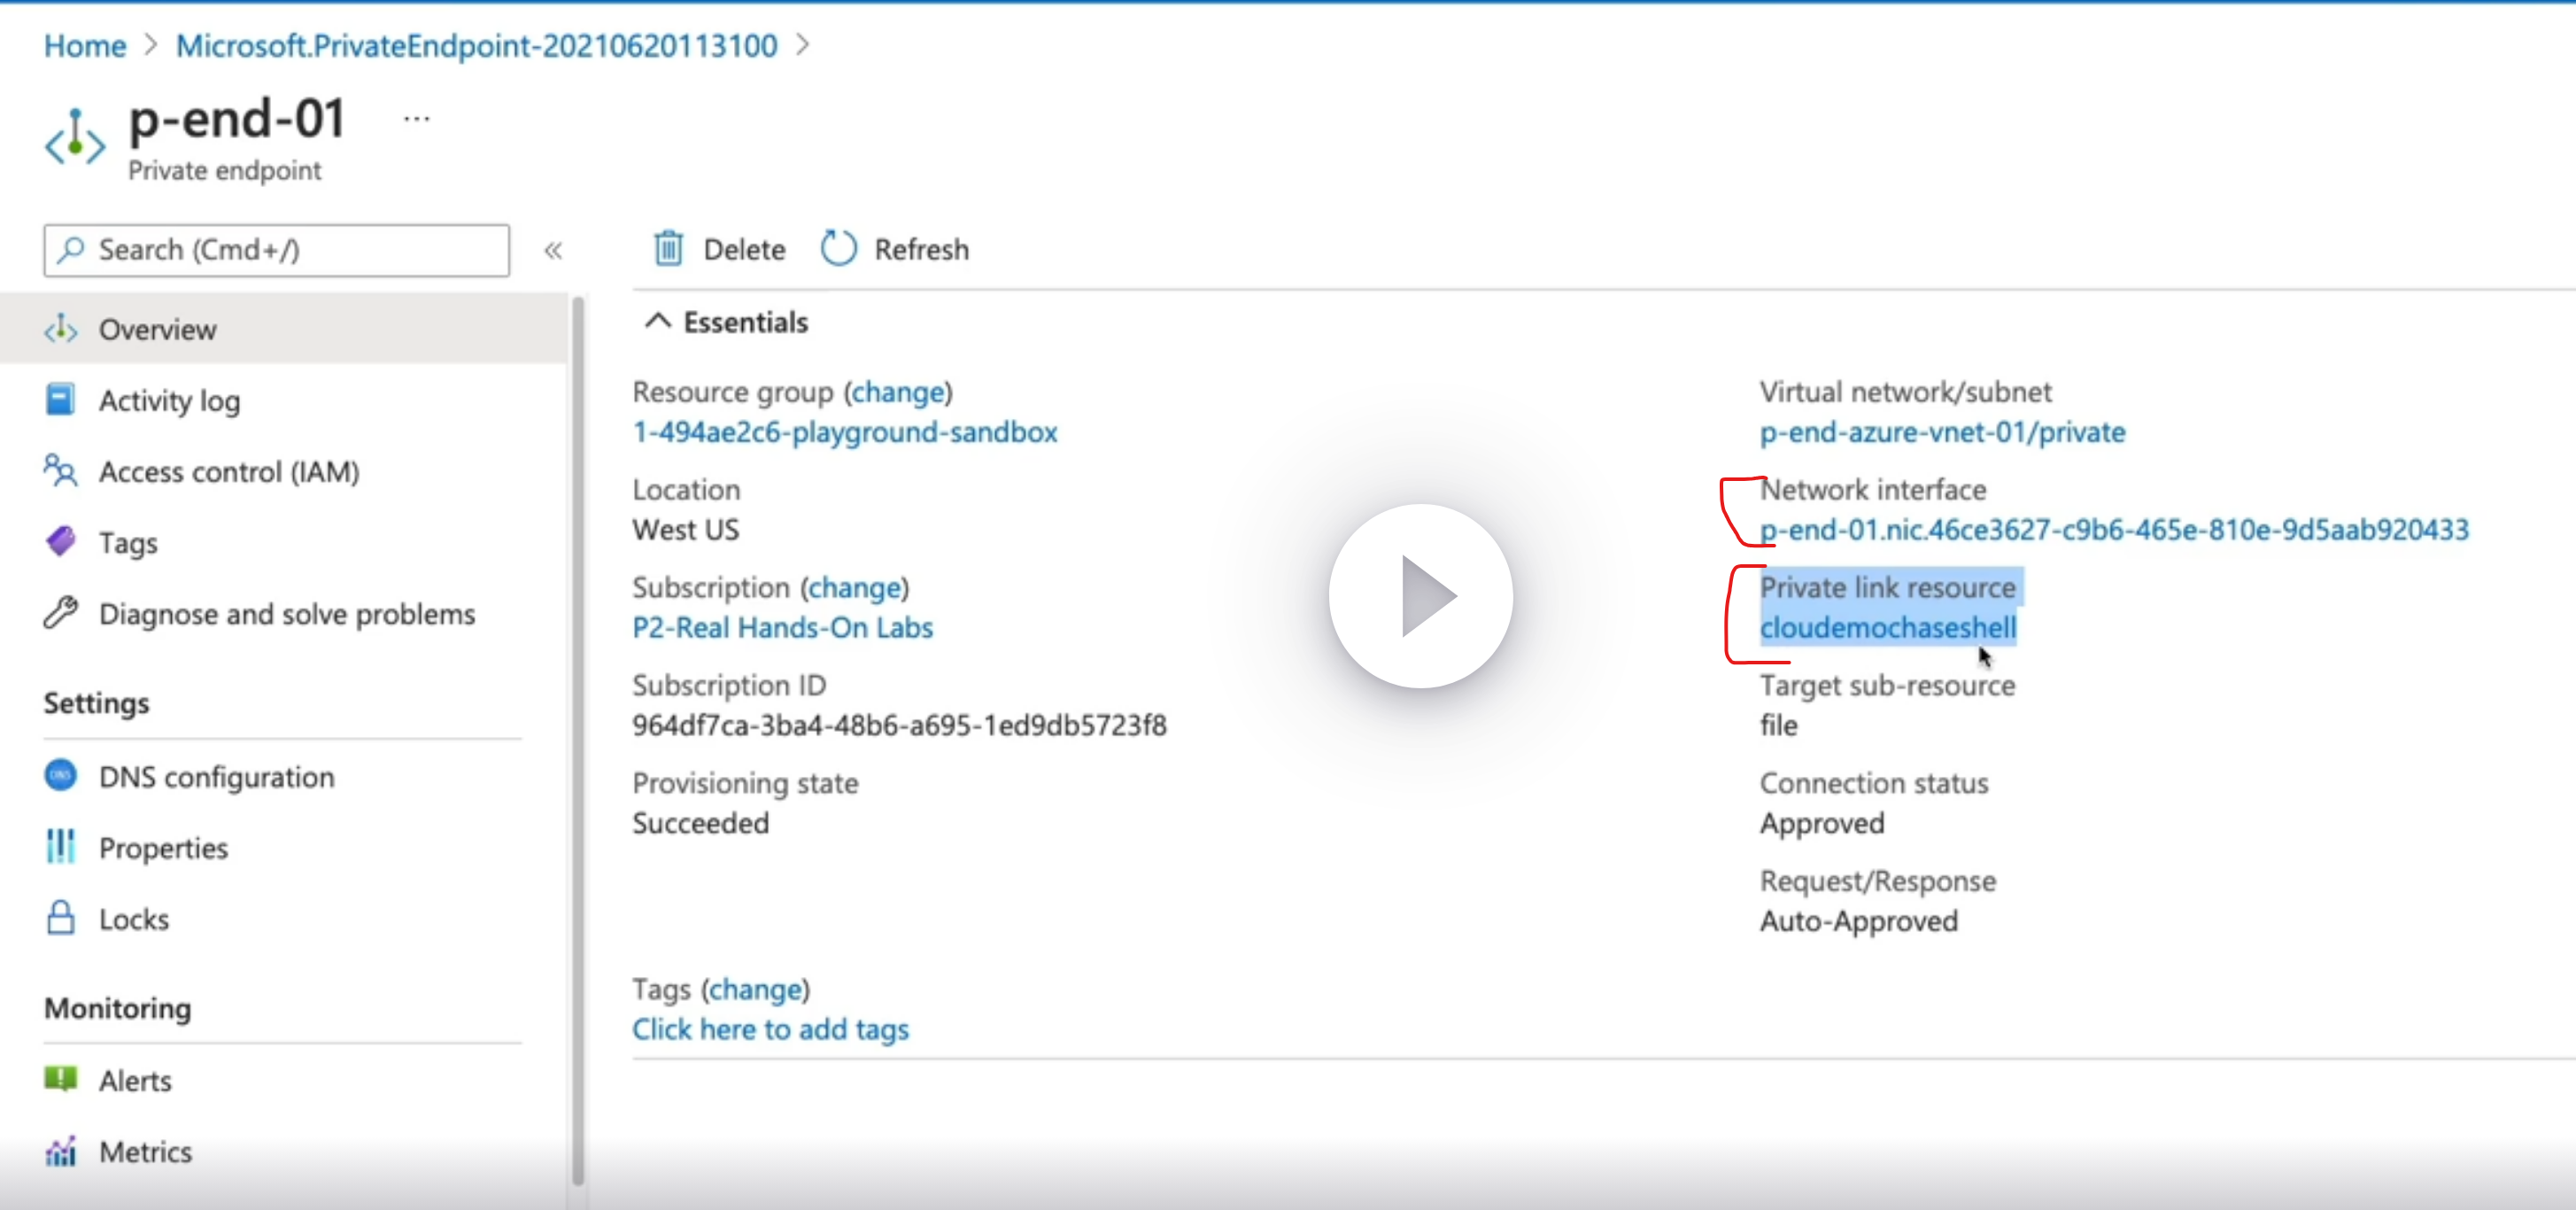 Home > Microsoft.PrivateEndpoint-20210620113100 >
p-end-01 ...
Private endpoint
Search (Cmd+/) «
Overview
Activity log
Access control (IAM)
Tags
Diagnose and solve problems
Settings
DNS configuration
Properties
Locks
Monitoring
Alerts
Metrics
Delete Refresh
Essentials
Resource group (change)
1-494ae2c6-playground-sandbox
Location
West US
Subscription (change)
P2-Real Hands-On Labs
Subscription ID
964df7ca-3ba4-48b6-a695-1ed9db5723f8
Provisioning state
Succeeded
Virtual network/subnet
p-end-azure-vnet-01/private
Network interface
p-end-01.nic.46ce3627-c9b6-465e-810e-9d5aab920433
Private link resource
cloudemochaseshell
Target sub-resource
file
Connection status
Approved
Request/Response
Auto-Approved
Tags (change)
Click here to add tags